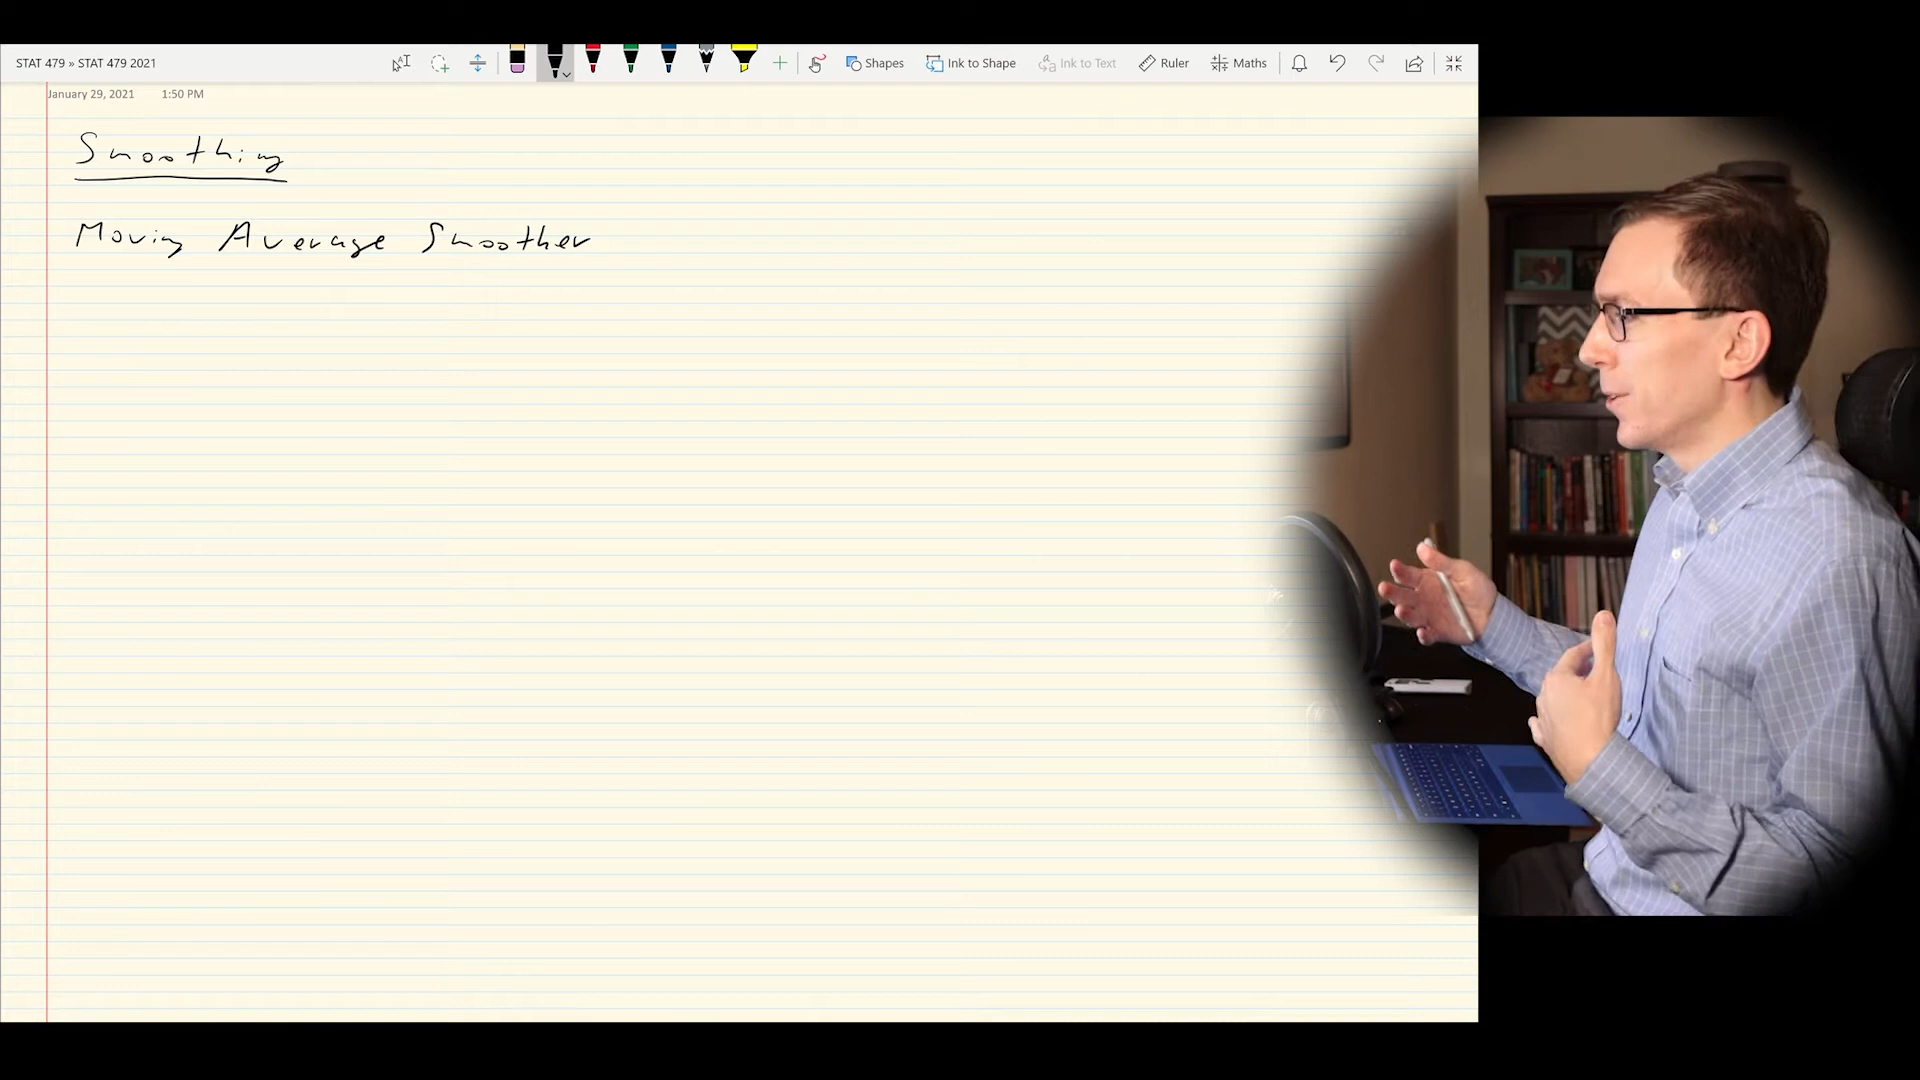 STAT 479 » STAT 479 2021
Shapes
Ink to Shape
Ink to Text
Ruler
Maths
January 29, 2021 1:50 PM
Smoothing
Moving Average Smoother